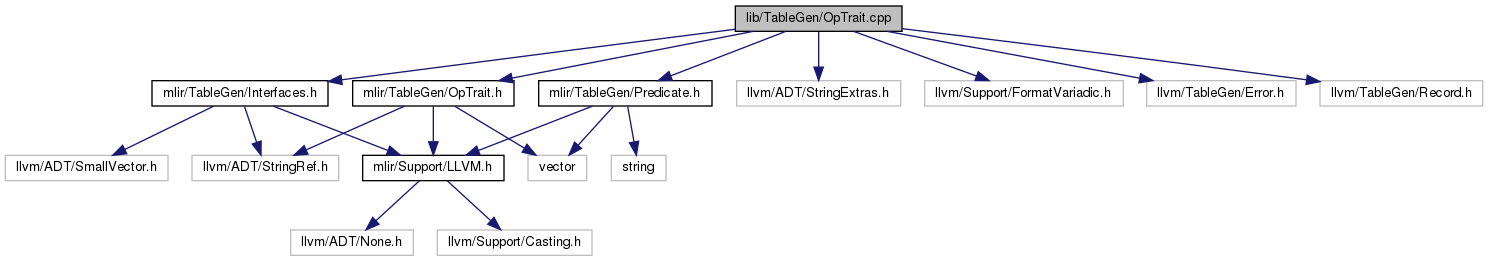 lib/TableGen/OpTrait.cpp
mlir/TableGen/Interfaces.h
mlir/TableGen/OpTrait.h
mlir/TableGen/Predicate.h
llvm/ADT/StringExtras.h
llvm/Support/FormatVariadic.h
llvm/TableGen/Error.h
llvm/TableGen/Record.h
llvm/ADT/SmallVector.h
llvm/ADT/StringRef.h
mlir/Support/LLVM.h
vector
string
llvm/ADT/None.h
llvm/Support/Casting.h